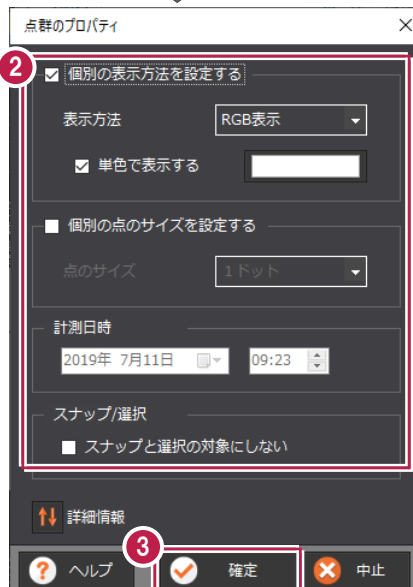 点群のプロパティ ×
2
個別の表示方法を設定する
表示方法 RGB表示
単色で表示する
個別の点のサイズを設定する
点のサイズ 1ドット
計測日時
2019年 7月11日 09:23
スナップ/選択
スナップと選択の対象にしない
詳細情報
3
? ヘルプ 確定 中止